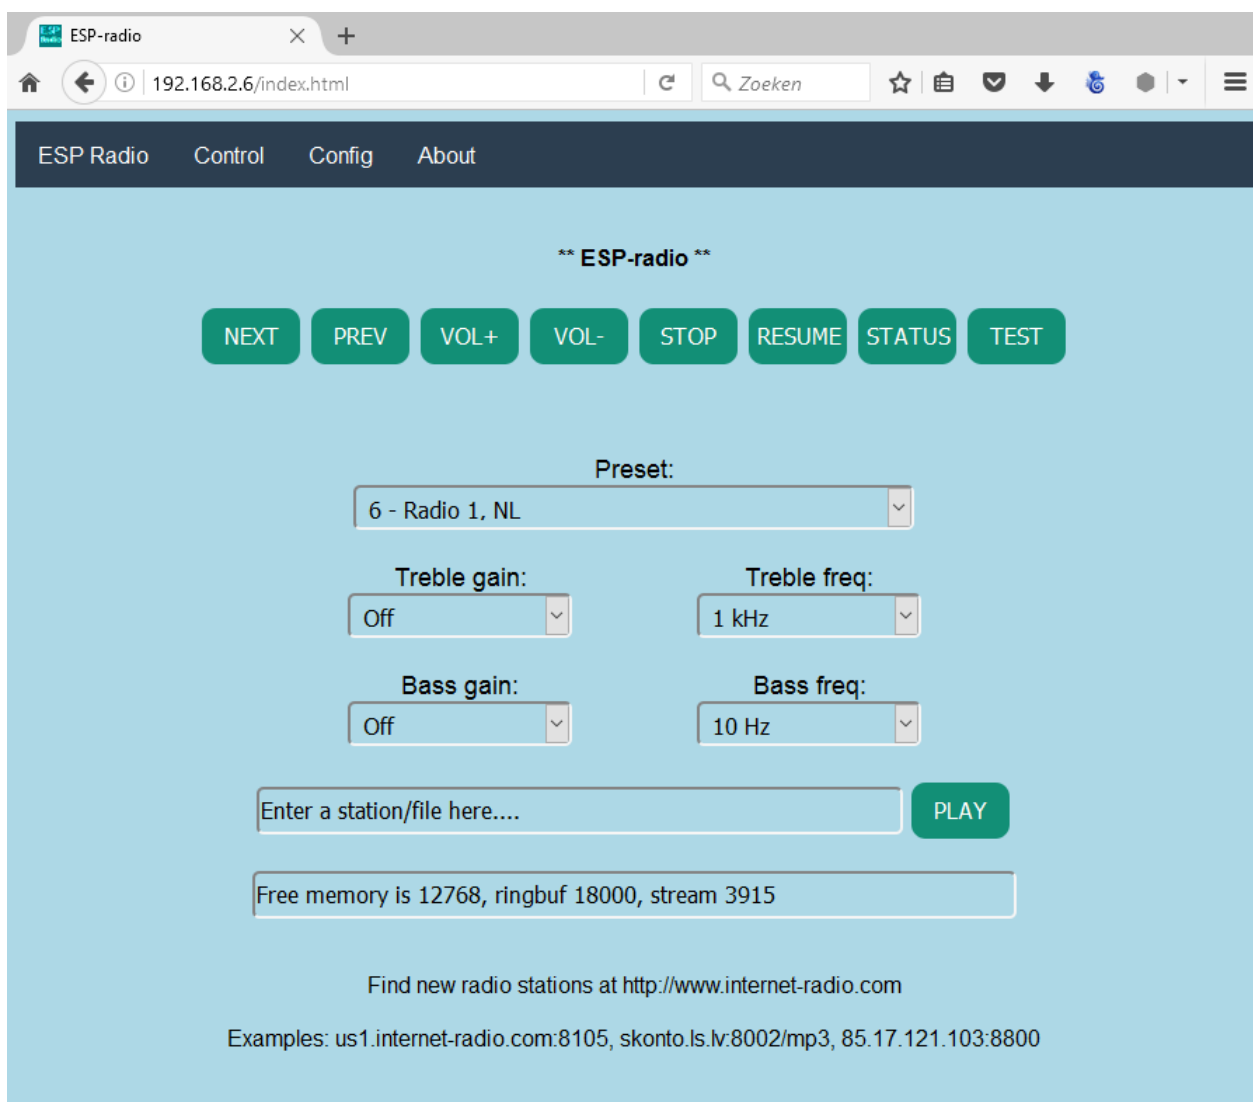 ESP-radio
192.168.2.6/index.html
Zoeken
ESP Radio Control Config About
** ESP-radio **
NEXT PREV VOL+ VOL- STOP RESUME STATUS TEST
Preset:
6 - Radio 1, NL
Treble gain: Treble freq:
Off 1 kHz
Bass gain: Bass freq:
Off 10 Hz
Enter a station/file here.... PLAY
Free memory is 12768, ringbuf 18000, stream 3915
Find new radio stations at http://www.internet-radio.com
Examples: us1.internet-radio.com:8105, skonto.ls.lv:8002/mp3, 85.17.121.103:8800